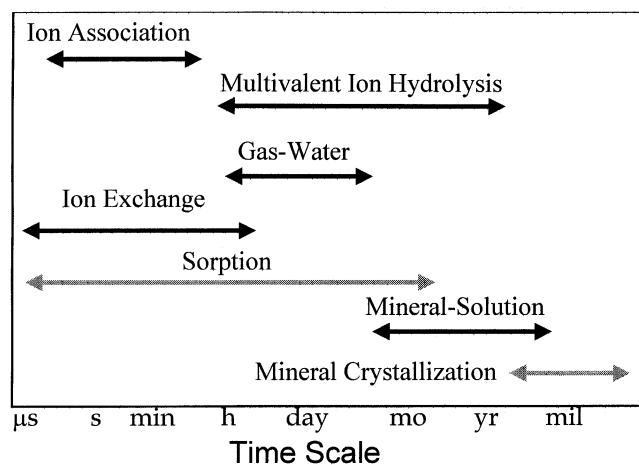 Ion Association
Multivalent Ion Hydrolysis
Gas-Water
Ion Exchange
Sorption
Mineral-Solution
Mineral Crystallization
μs s min h day mo yr mil
Time Scale